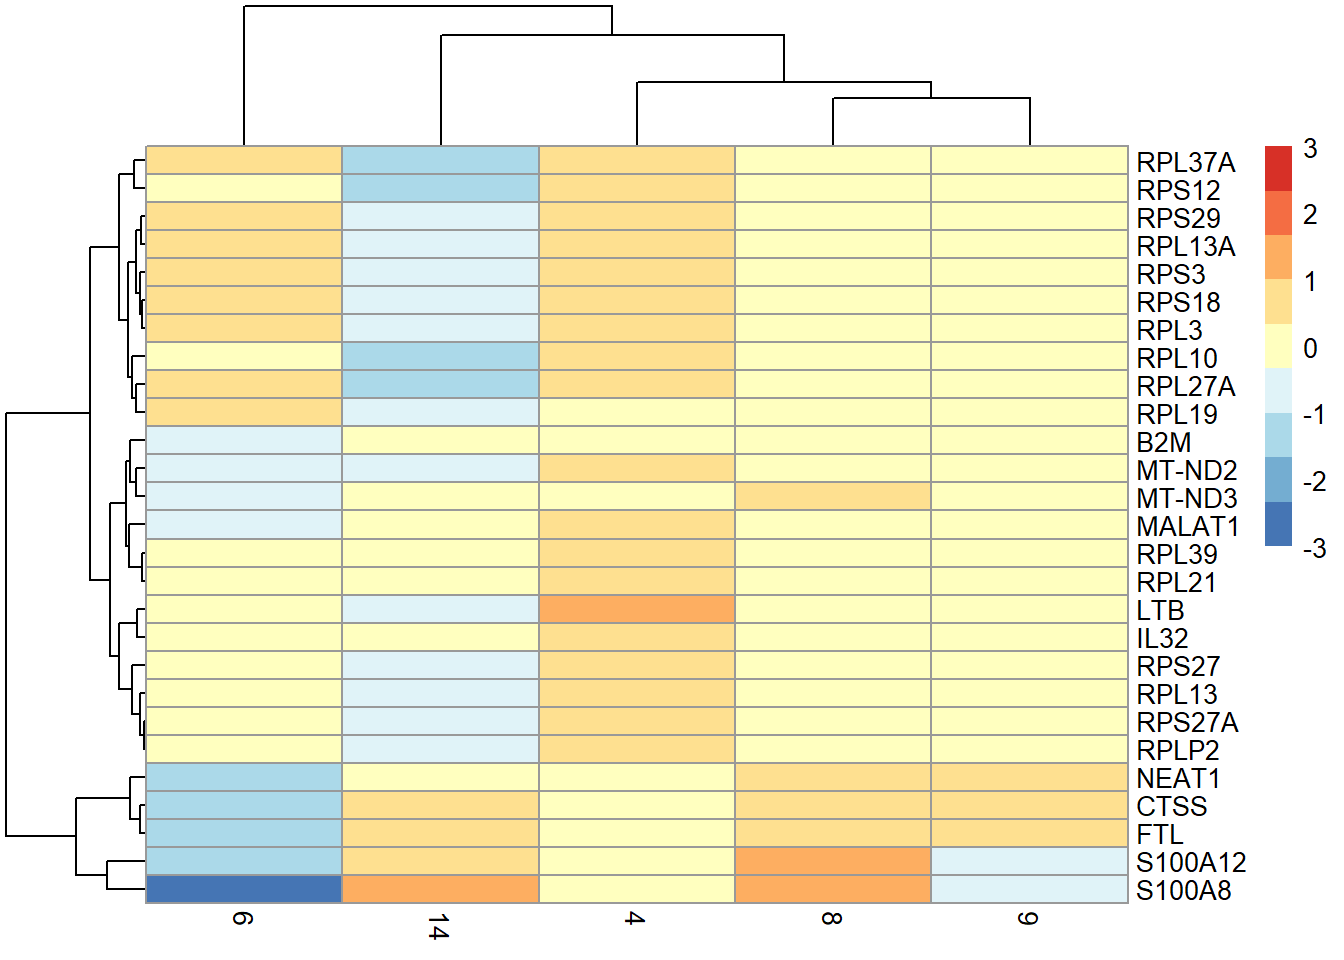 RPL37A
RPS12
RPS29
RPL13A
RPS3
RPS18
RPL3
RPL10
RPL27A
RPL19
B2M
MT-ND2
MT-ND3
MALAT1
RPL39
RPL21
LTB
IL32
RPS27
RPL13
RPS27A
RPLP2
NEAT1
CTSS
FTL
S100A12
S100A8
3
2
1
0
-1
-2
-3
6
14
4
8
9